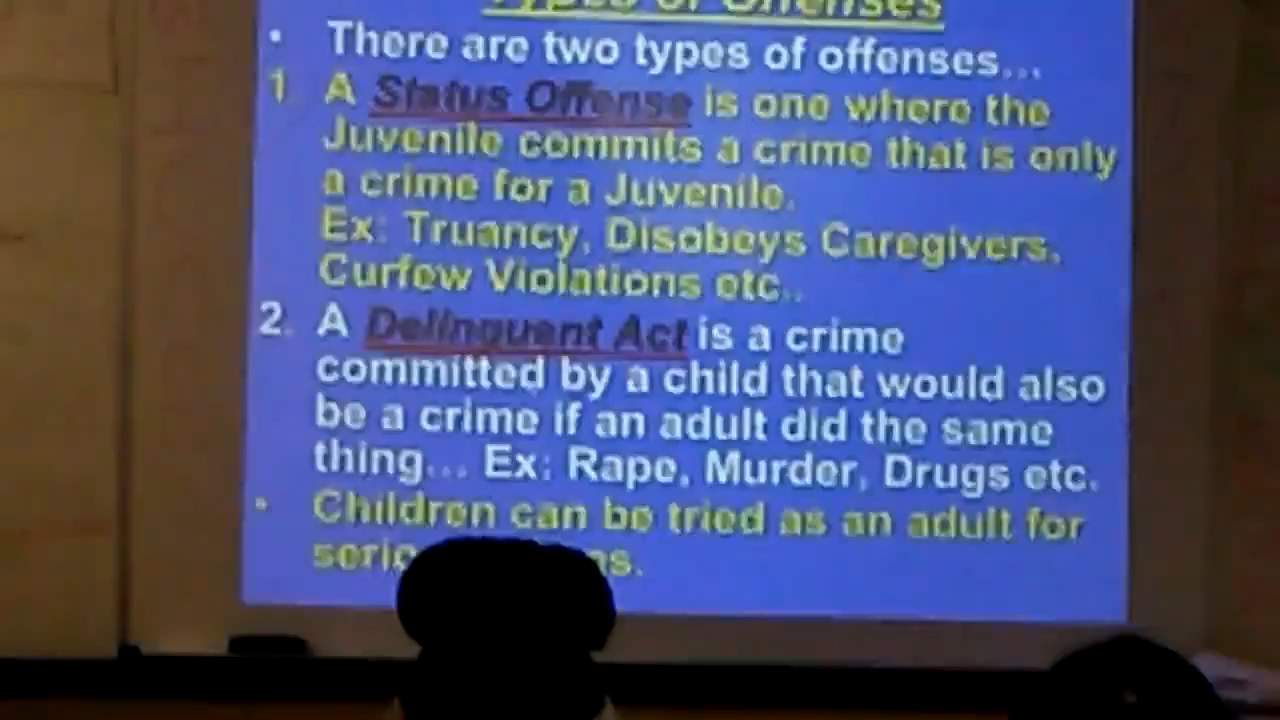 Types of Offenses
• There are two types of offenses...
1. A Status Offense is one where the
Juvenile commits a crime that is only
a crime for a Juvenile.
Ex: Truancy, Disobeys Caregivers,
Curfew Violations etc..
2. A Delinquent Act is a crime
committed by a child that would also
be a crime if an adult did the same
thing... Ex: Rape, Murder, Drugs etc.
• Children can be tried as an adult for